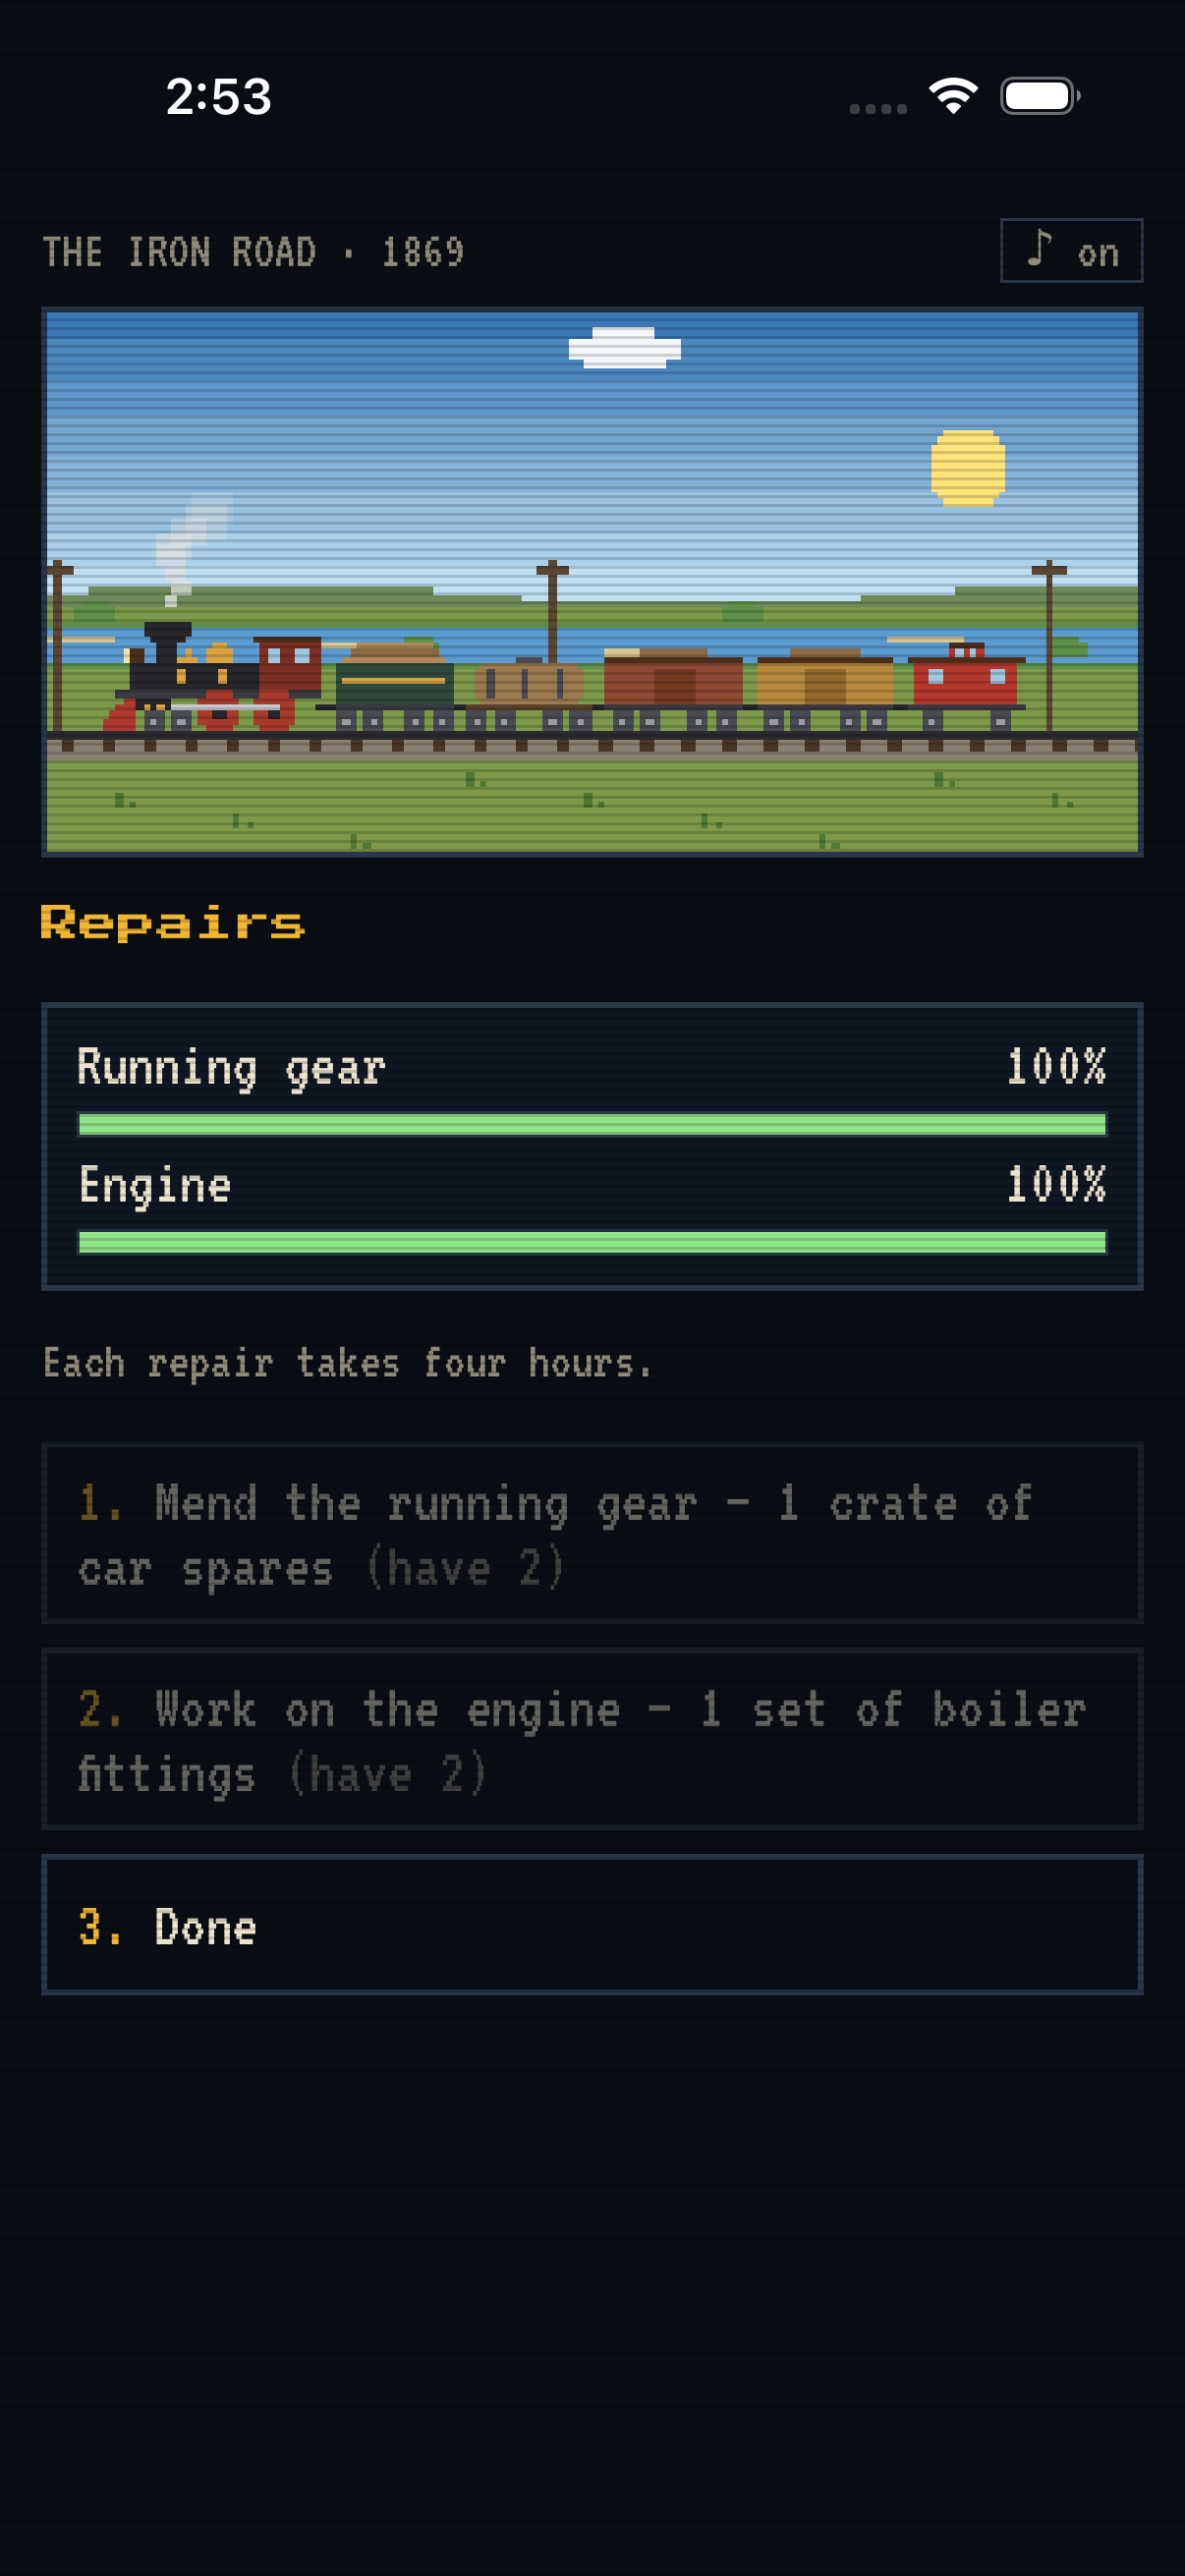 2:53
THE IRON ROAD · 1869
♪ on
Repairs
Running gear 100%
Engine 100%
Each repair takes four hours.
1. Mend the running gear — 1 crate of
car spares (have 2)
2. Work on the engine — 1 set of boiler
fittings (have 2)
3. Done